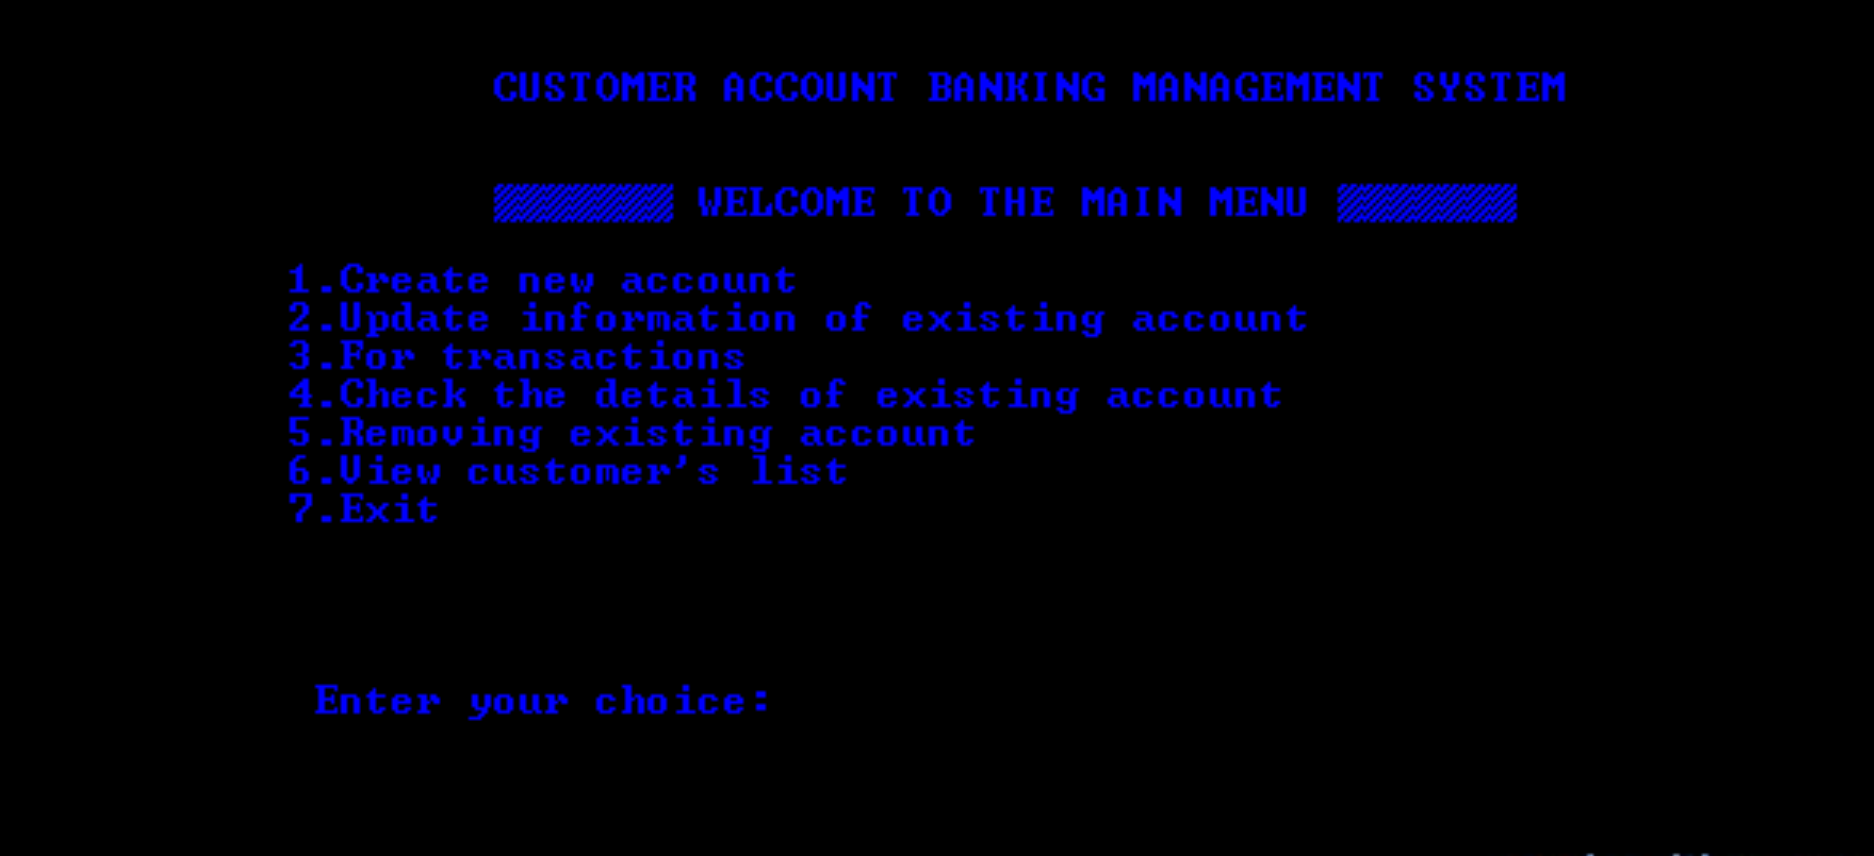 CUSTOMER ACCOUNT BANKING MANAGEMENT SYSTEM
WELCOME TO THE MAIN MENU
1.Create new account
2.Update information of existing account
3.For transactions
4.Check the details of existing account
5.Removing existing account
6.View customer's list
7.Exit
Enter your choice: